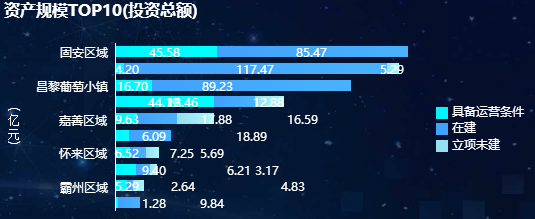 资产规模TOP10(投资总额)
固安区域 45.58 85.47
4.20 117.47 5.29
昌黎葡萄小镇 16.70 89.23
12.88
嘉善区域 9.63 17.88 16.59
6.09 18.89
怀来区域 6.52 7.25 5.69
9.40 6.21 3.17
霸州区域 5.29 2.64 4.83
1.28 9.84
(亿元)
具备运营条件
在建
立项未建